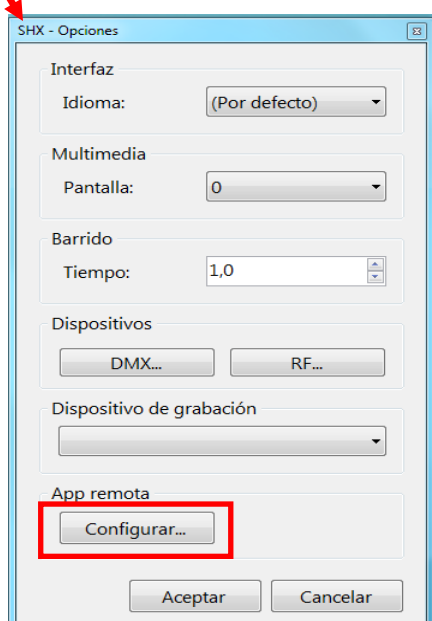 SHX - Opciones
Interfaz
Idioma: (Por defecto)
Multimedia
Pantalla: 0
Barrido
Tiempo: 1,0
Dispositivos
DMX... RF...
Dispositivo de grabación
App remota
Configurar...
Aceptar Cancelar